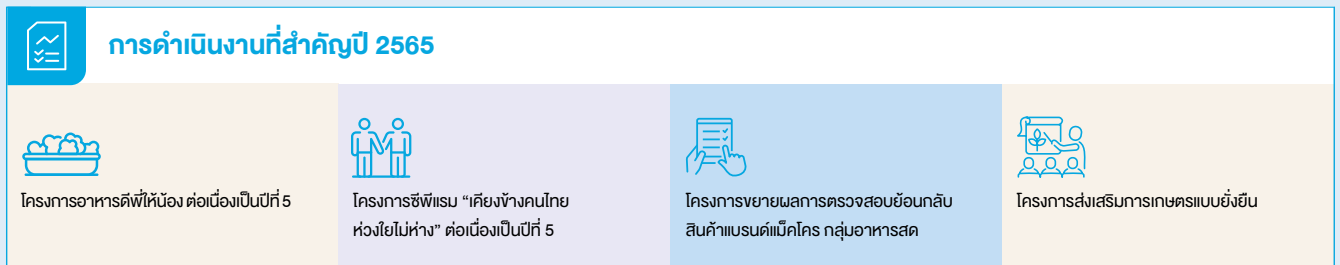 การดำเนินงานที่สำคัญปี 2565
โครงการอาหารดีพี่ให้น้อง ต่อเนื่องเป็นปีที่ 5
โครงการซีพีแรม “เคียงข้างคนไทย
ห่วงใยไม่ห่าง” ต่อเนื่องเป็นปีที่ 5
โครงการขยายผลการตรวจสอบย้อนกลับ
สินค้าแบรนด์แม็คโคร กลุ่มอาหารสด
โครงการส่งเสริมการเกษตรแบบยั่งยืน